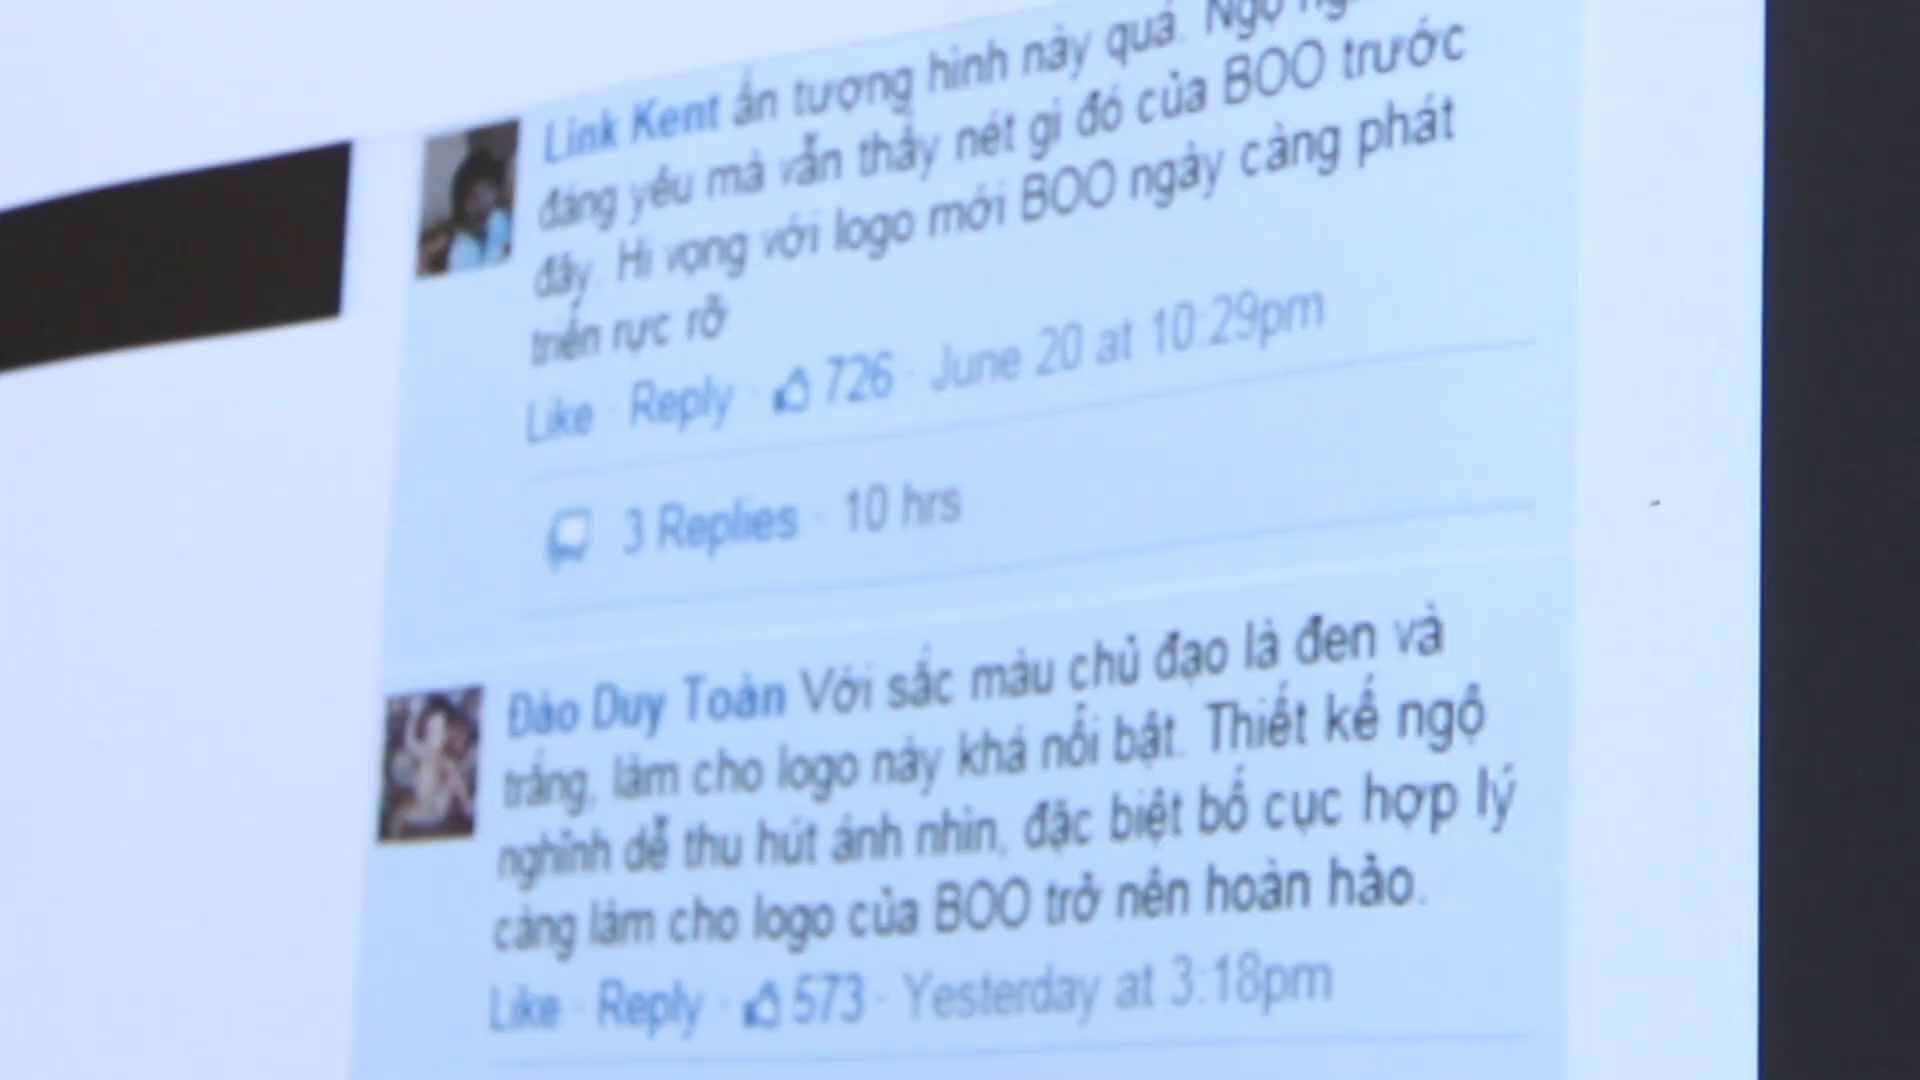 Link Kent ấn tượng hình này quá. Ngộ
đáng yêu mà vẫn thấy nét gì đó của BOO trước
đây. Hi vọng với logo mới BOO ngày càng phát
triển rực rỡ
Like · Reply · 726 · June 20 at 10:29pm
3 Replies · 10 hrs
Đào Duy Toàn Với sắc màu chủ đạo là đen và
trắng, làm cho logo này khá nổi bật. Thiết kế ngộ
nghĩnh dễ thu hút ánh nhìn, đặc biệt bố cục hợp lý
càng làm cho logo của BOO trở nên hoàn hảo.
Like · Reply · 573 · Yesterday at 3:18pm